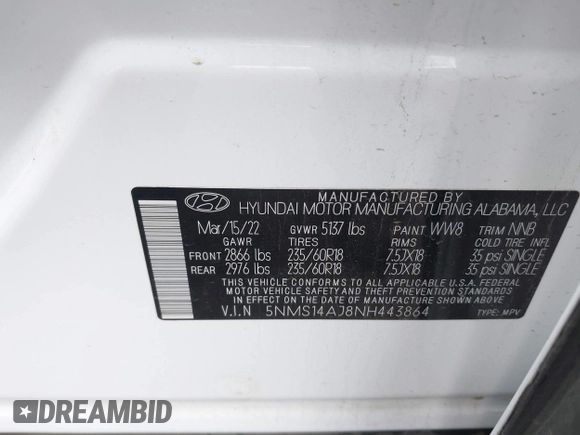 MANUFACTURED BY
HYUNDAI MOTOR MANUFACTURING ALABAMA, LLC
Mar/15/22 GVWR 5137 lbs PAINT WW8 TRIM NNB
GAWR TIRES RIMS COLD TIRE INFL
FRONT 2866 lbs 235/60R18 7.5JX18 35 psi SINGLE
REAR 2976 lbs 235/60R18 7.5JX18 35 psi SINGLE
THIS VEHICLE CONFORMS TO ALL APPLICABLE U.S.A. FEDERAL
MOTOR VEHICLE SAFETY AND BUMPER STANDARDS IN EFFECT
ON THE DATE OF MANUFACTURE SHOWN ABOVE.
V.I.N 5NMS14AJ8NH443864 TYPE: MPV
DREAMBID